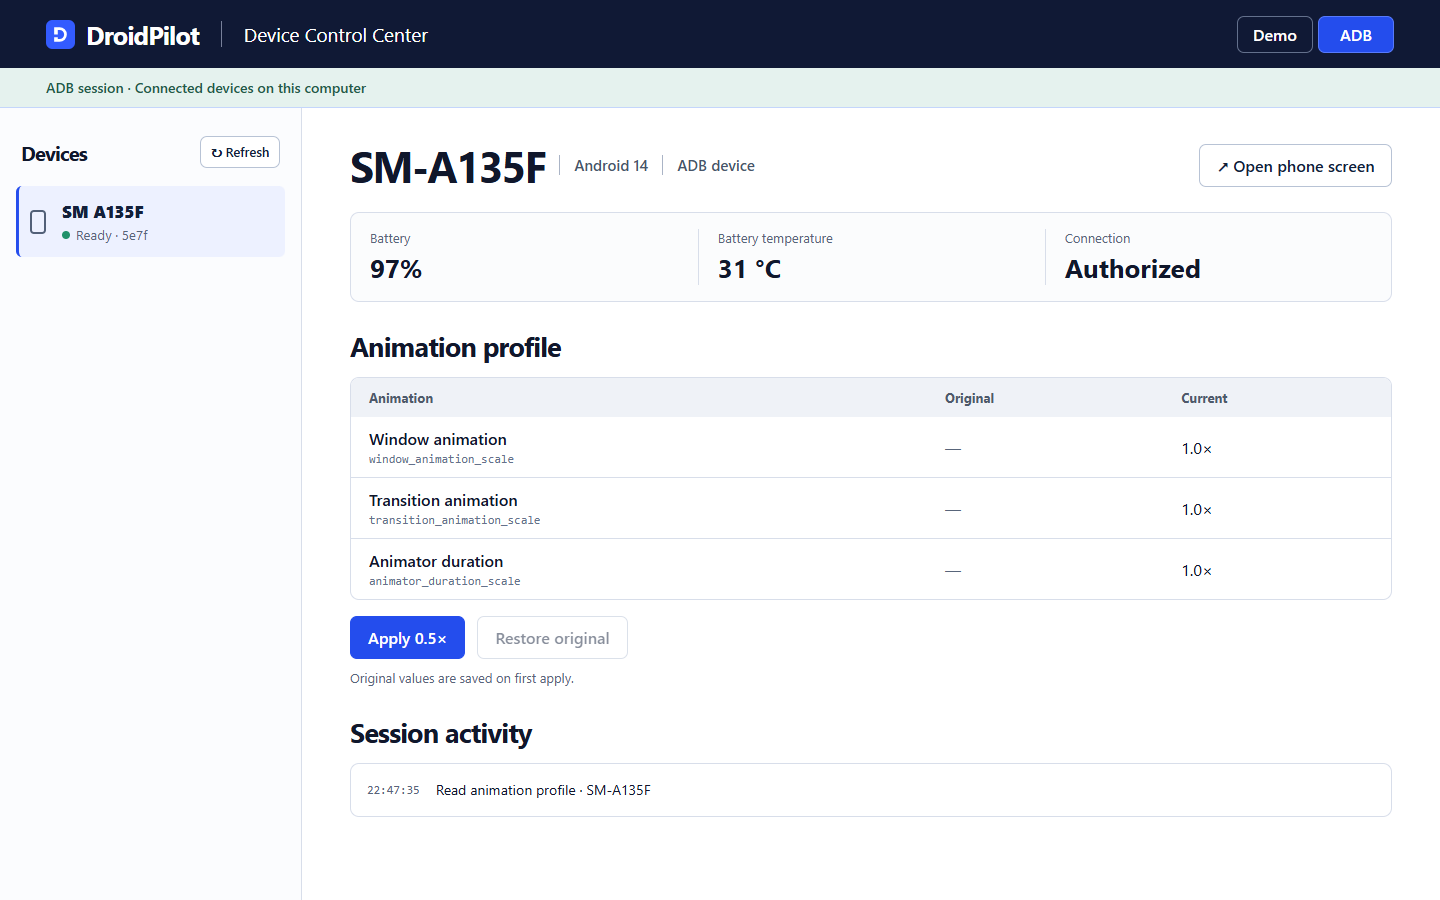 DroidPilot
Device Control Center
Demo
ADB
ADB session · Connected devices on this computer
Devices
↻ Refresh
SM A135F
Ready · 5e7f
SM-A135F
Android 14
ADB device
↗ Open phone screen
Battery
97%
Battery temperature
31 °C
Connection
Authorized
Animation profile
Animation Original Current
Window animation
window_animation_scale
— 1.0×
Transition animation
transition_animation_scale
— 1.0×
Animator duration
animator_duration_scale
— 1.0×
Apply 0.5×
Restore original
Original values are saved on first apply.
Session activity
22:47:35 Read animation profile · SM-A135F